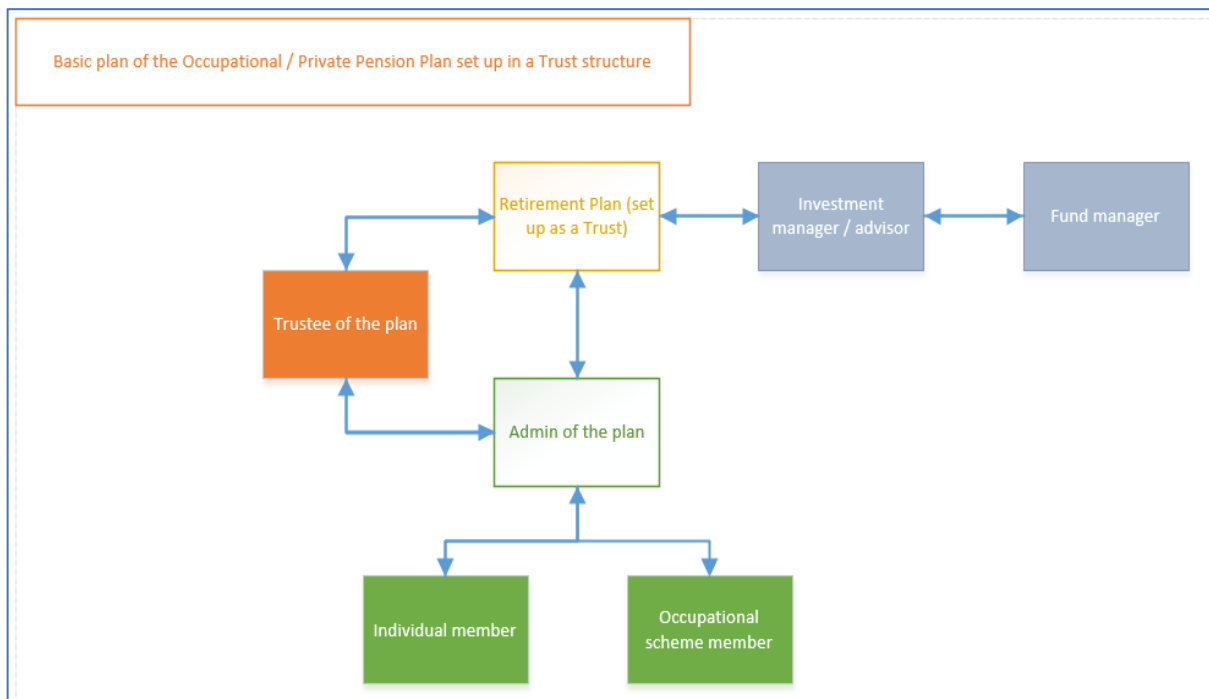 Basic plan of the Occupational / Private Pension Plan set up in a Trust structure
Retirement Plan (set
up as a Trust)
Investment
manager / advisor
Fund manager
Trustee of the plan
Admin of the plan
Individual member
Occupational
scheme member